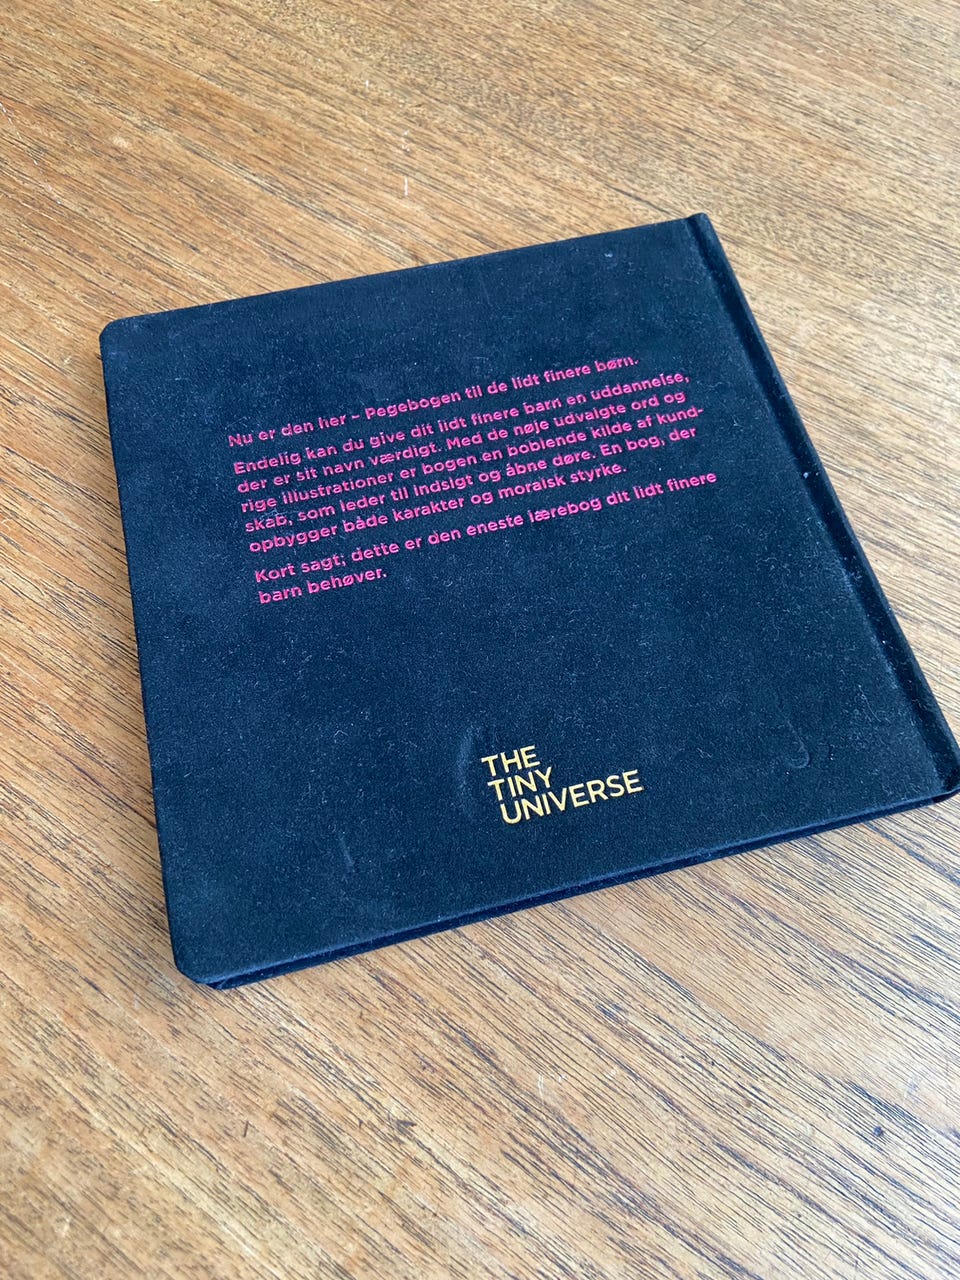 Nu er den her – Pegebogen til de lidt finere børn.
Endelig kan du give dit lidt finere barn en uddannelse,
der er sit navn værdigt. Med de nøje udvalgte ord og
rige illustrationer er bogen en boblende kilde af kund-
skab, som leder til indsigt og åbne døre. En bog, der
opbygger både karakter og moralsk styrke.
Kort sagt; dette er den eneste lærebog dit lidt finere
barn behøver.
THE
TINY
UNIVERSE